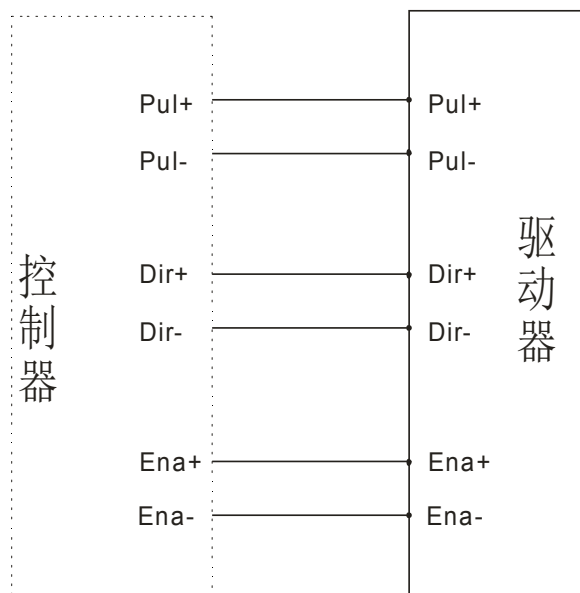 Pul+ Pul+
Pul- Pul-
控制器
驱动器
Dir+ Dir+
Dir- Dir-
Ena+ Ena+
Ena- Ena-